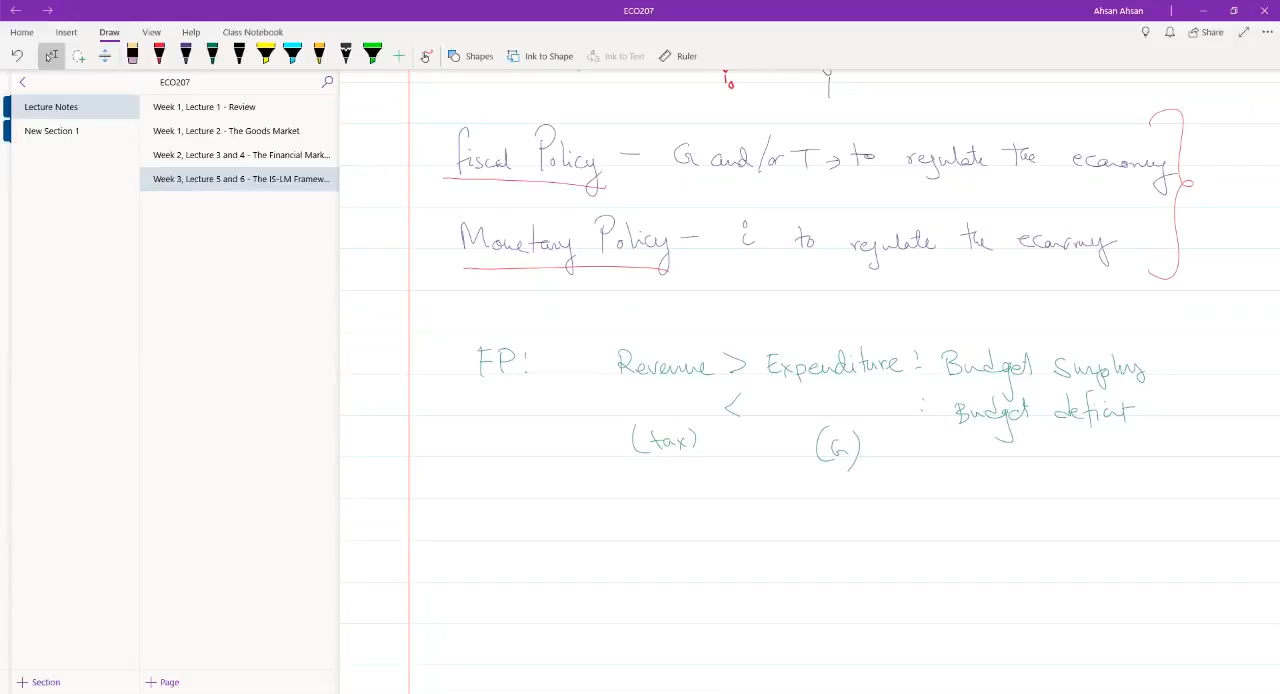 ECO207
Ahsan Ahsan
Home Insert Draw View Help Class Notebook
Share
Shapes Ink to Shape Ink to Text Ruler
ECO207
Lecture Notes
New Section 1
Week 1, Lecture 1 - Review
Week 1, Lecture 2 - The Goods Market
Week 2, Lecture 3 and 4 - The Financial Mark...
Week 3, Lecture 5 and 6 - The IS-LM Framew...
i₀ Y
Fiscal Policy - G and/or T → to regulate the economy
Monetary Policy - i to regulate the economy
FP: Revenue > Expenditure : Budget surplus
< : Budget deficit
(tax) (G)
+ Section
+ Page